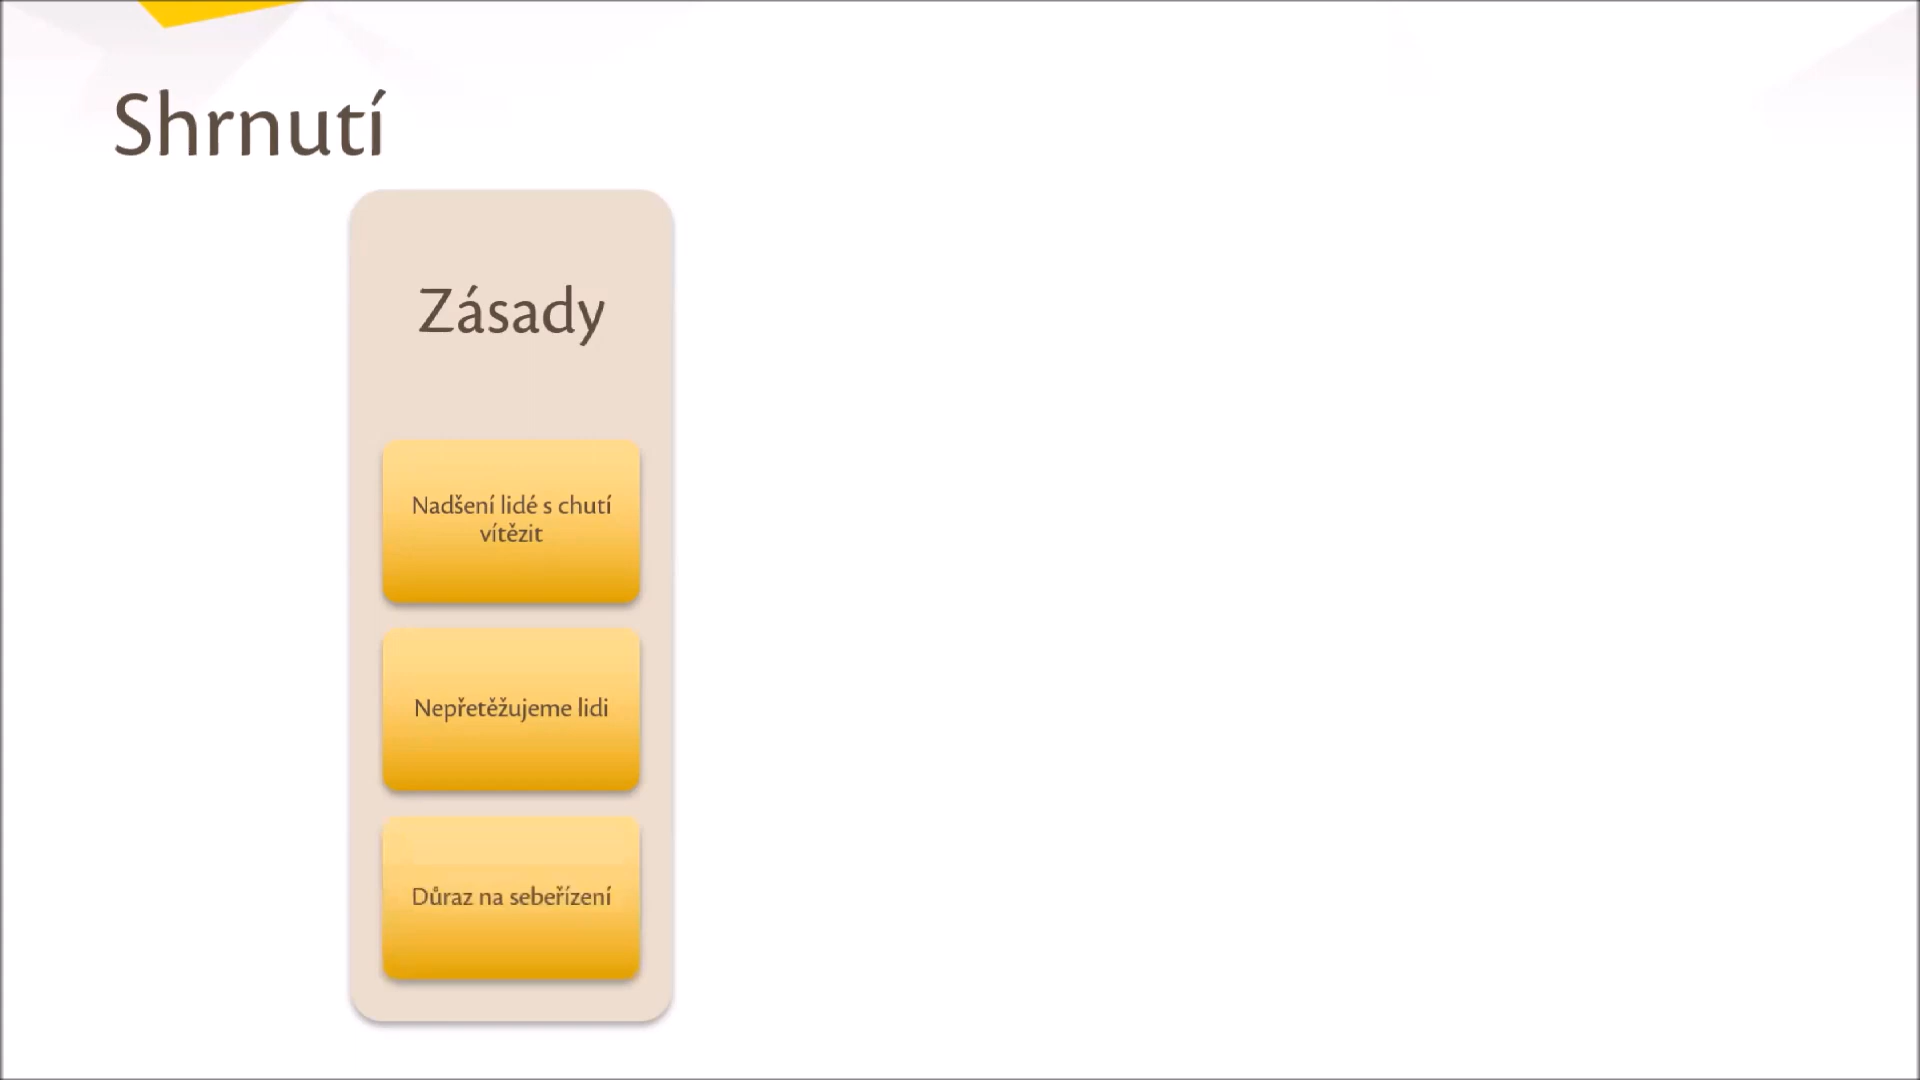 Shrnutí
Zásady
Nadšení lidé s chutí
vítězit
Nepřetěžujeme lidi
Důraz na sebeřízení